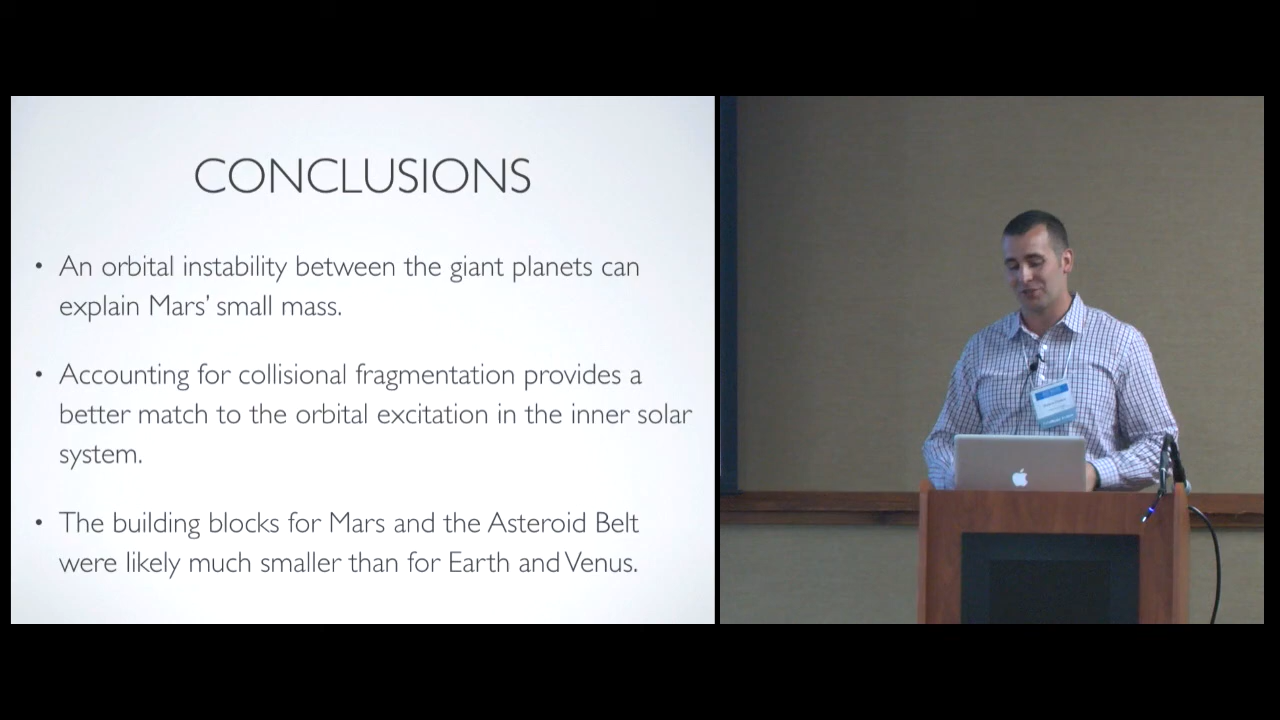 CONCLUSIONS
• An orbital instability between the giant planets can
explain Mars' small mass.
• Accounting for collisional fragmentation provides a
better match to the orbital excitation in the inner solar
system.
• The building blocks for Mars and the Asteroid Belt
were likely much smaller than for Earth and Venus.